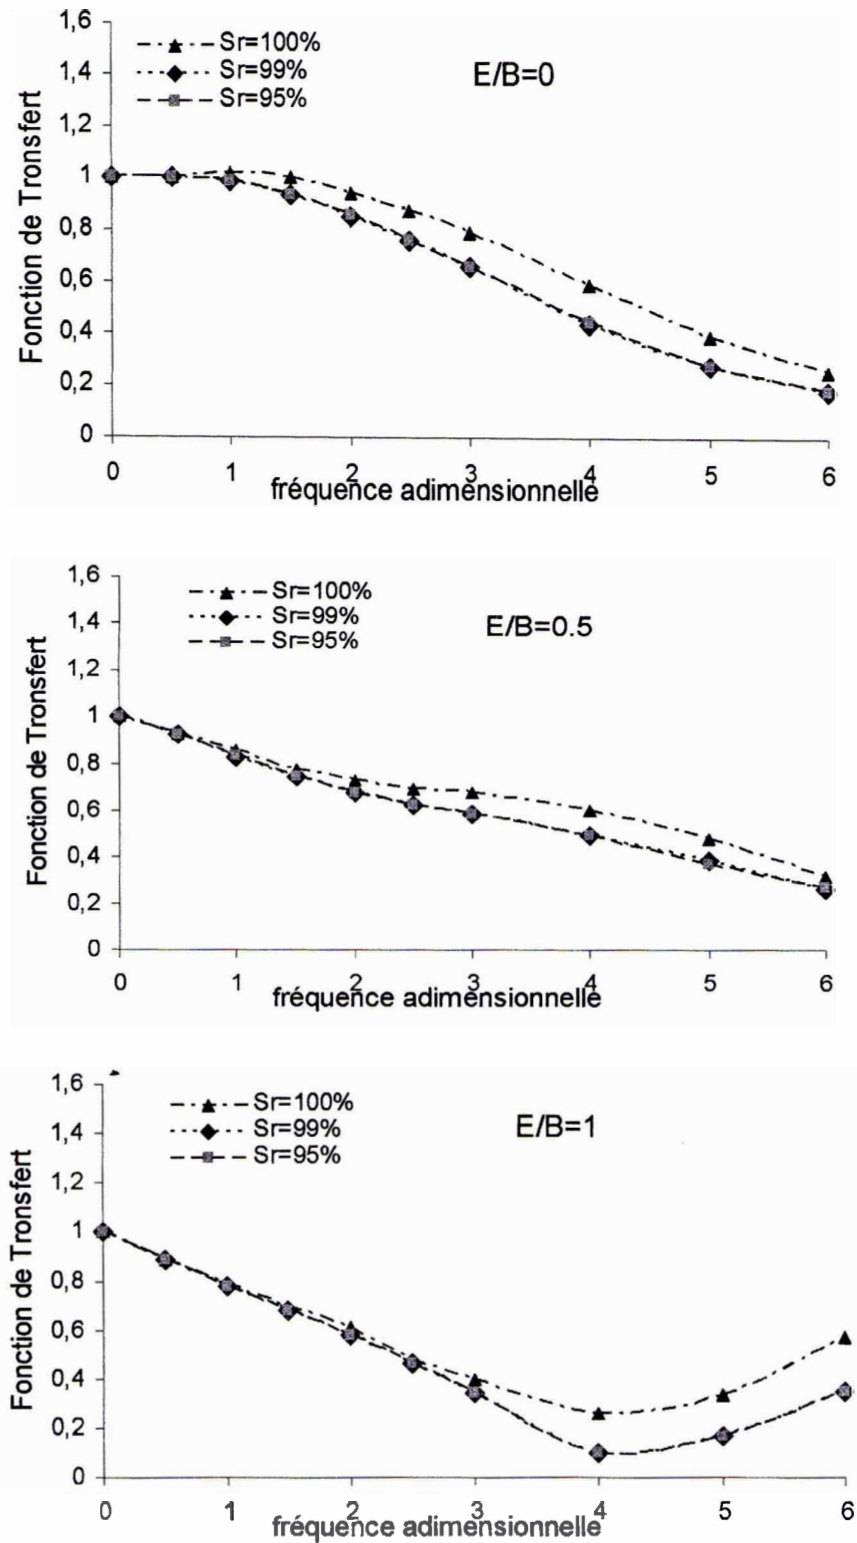 1,6
Sr=100%
1,4
Sr=99%
E/B=0
Sr=95%
1,2
1
0,8
0,6
0,4
0,2
0
Fonction de Tronsfert
0 1 2 3 4 5 6
fréquence adimensionnelle
1,6
Sr=100%
1,4
Sr=99%
E/B=0.5
Sr=95%
1,2
1
0,8
0,6
0,4
0,2
0
Fonction de Tronsfert
0 1 2 3 4 5 6
fréquence adimensionnelle
1,6
Sr=100%
1,4
Sr=99%
E/B=1
Sr=95%
1,2
1
0,8
0,6
0,4
0,2
0
Fonction de Tronsfert
0 1 2 3 4 5 6
fréquence adimensionnelle